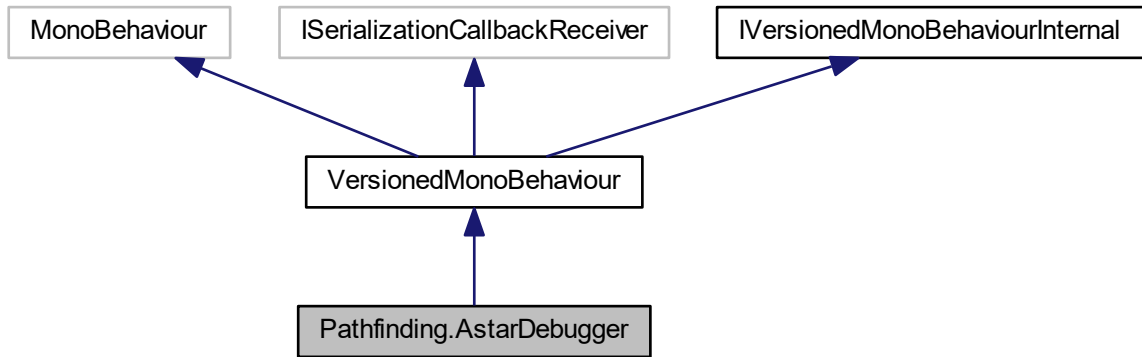 MonoBehaviour
ISerializationCallbackReceiver
IVersionedMonoBehaviourInternal
VersionedMonoBehaviour
Pathfinding.AstarDebugger